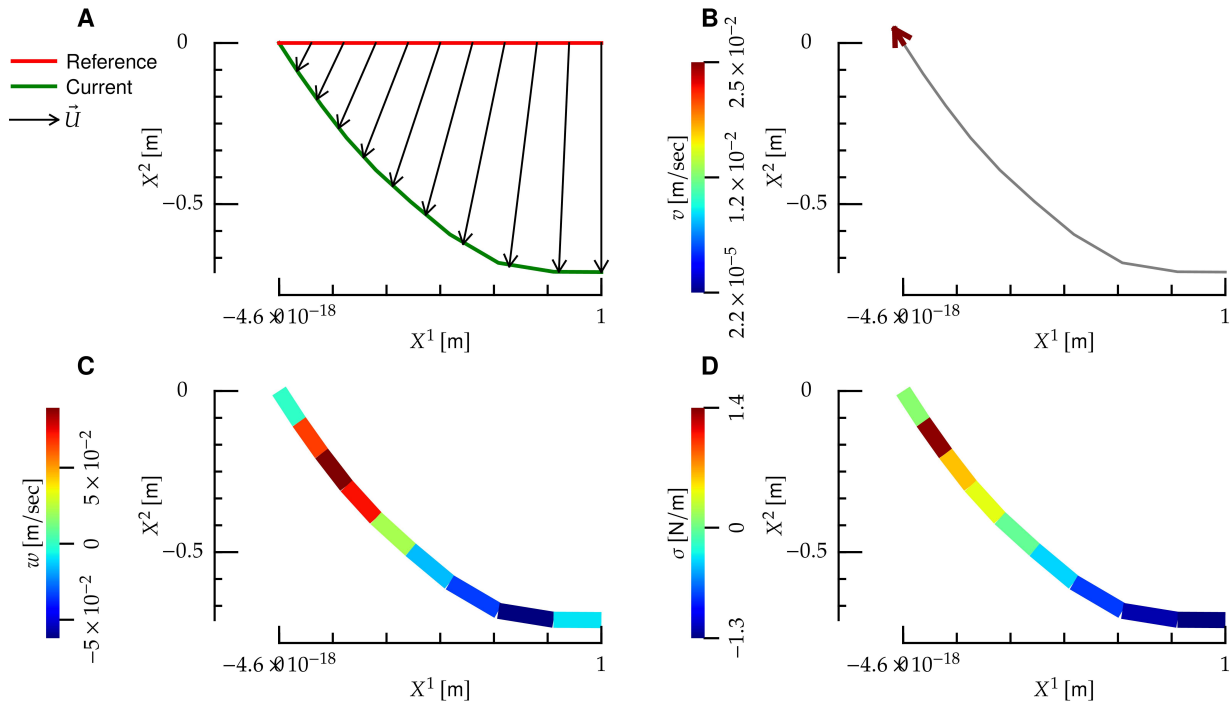 A
B
Reference
Current
U⃗
0
−0.5
X² [m]
−4.6 × 10⁻¹⁸
1
X¹ [m]
2.5 × 10⁻²
1.2 × 10⁻²
2.2 × 10⁻⁵
v [m/sec]
0
−0.5
X² [m]
−4.6 × 10⁻¹⁸
1
X¹ [m]
C
D
5 × 10⁻²
0
−5 × 10⁻²
w [m/sec]
0
−0.5
X² [m]
−4.6 × 10⁻¹⁸
1
X¹ [m]
1.4
0
−1.3
σ [N/m]
0
−0.5
X² [m]
−4.6 × 10⁻¹⁸
1
X¹ [m]